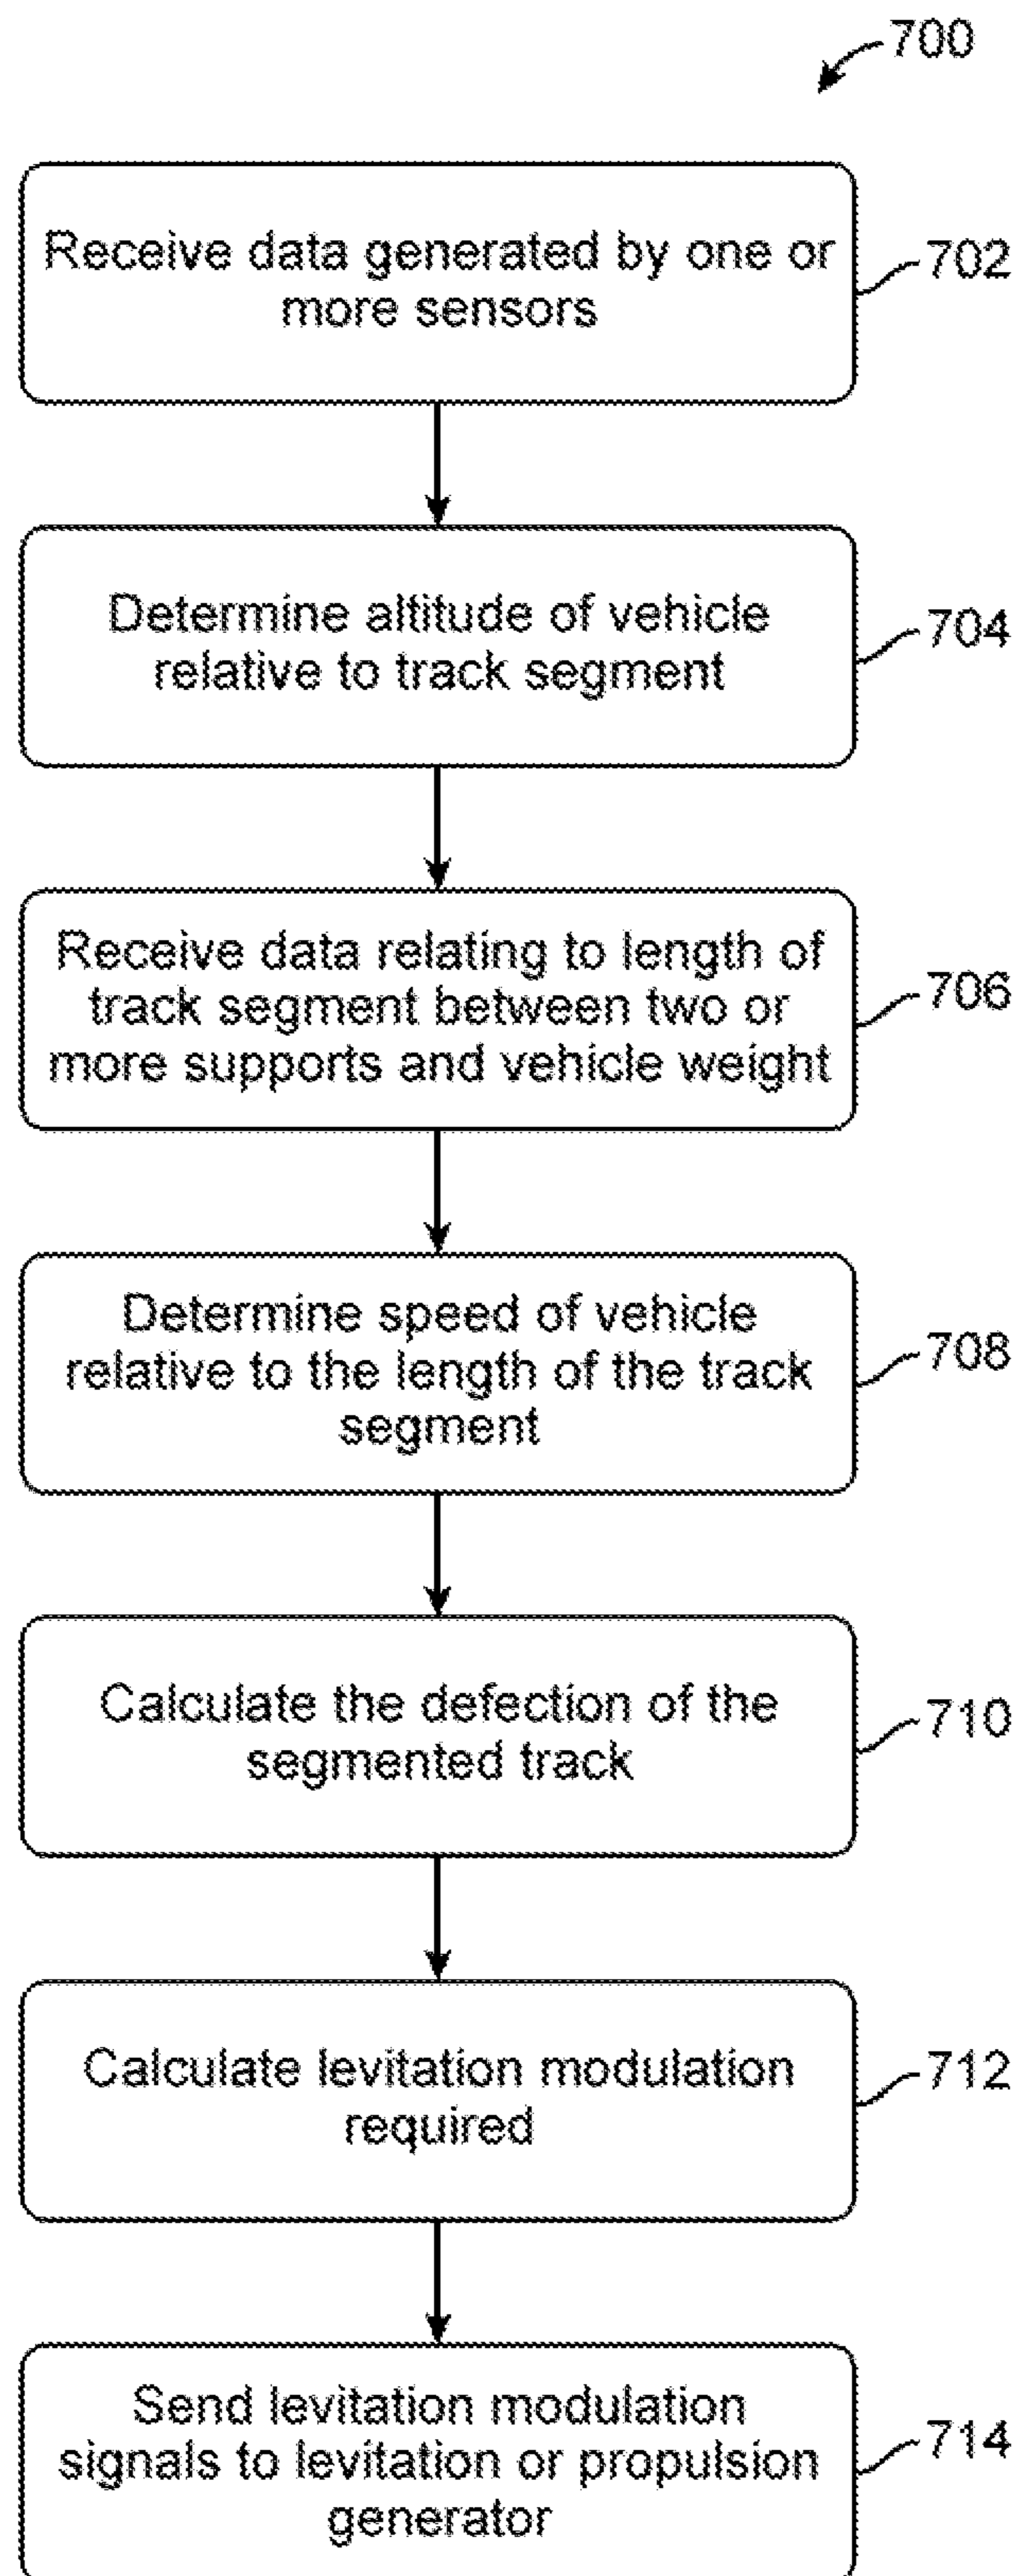 700
Receive data generated by one or
more sensors
702
Determine altitude of vehicle
relative to track segment
704
Receive data relating to length of
track segment between two or
more supports and vehicle weight
706
Determine speed of vehicle
relative to the length of the track
segment
708
Calculate the defection of the
segmented track
710
Calculate levitation modulation
required
712
Send levitation modulation
signals to levitation or propulsion
generator
714